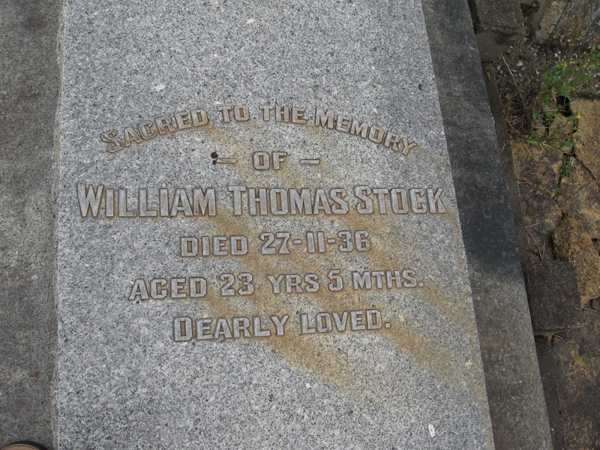 SACRED TO THE MEMORY
- OF -
WILLIAM THOMAS STOCK
DIED 27-11-36
AGED 23 YRS 5 MTHS.
DEARLY LOVED.